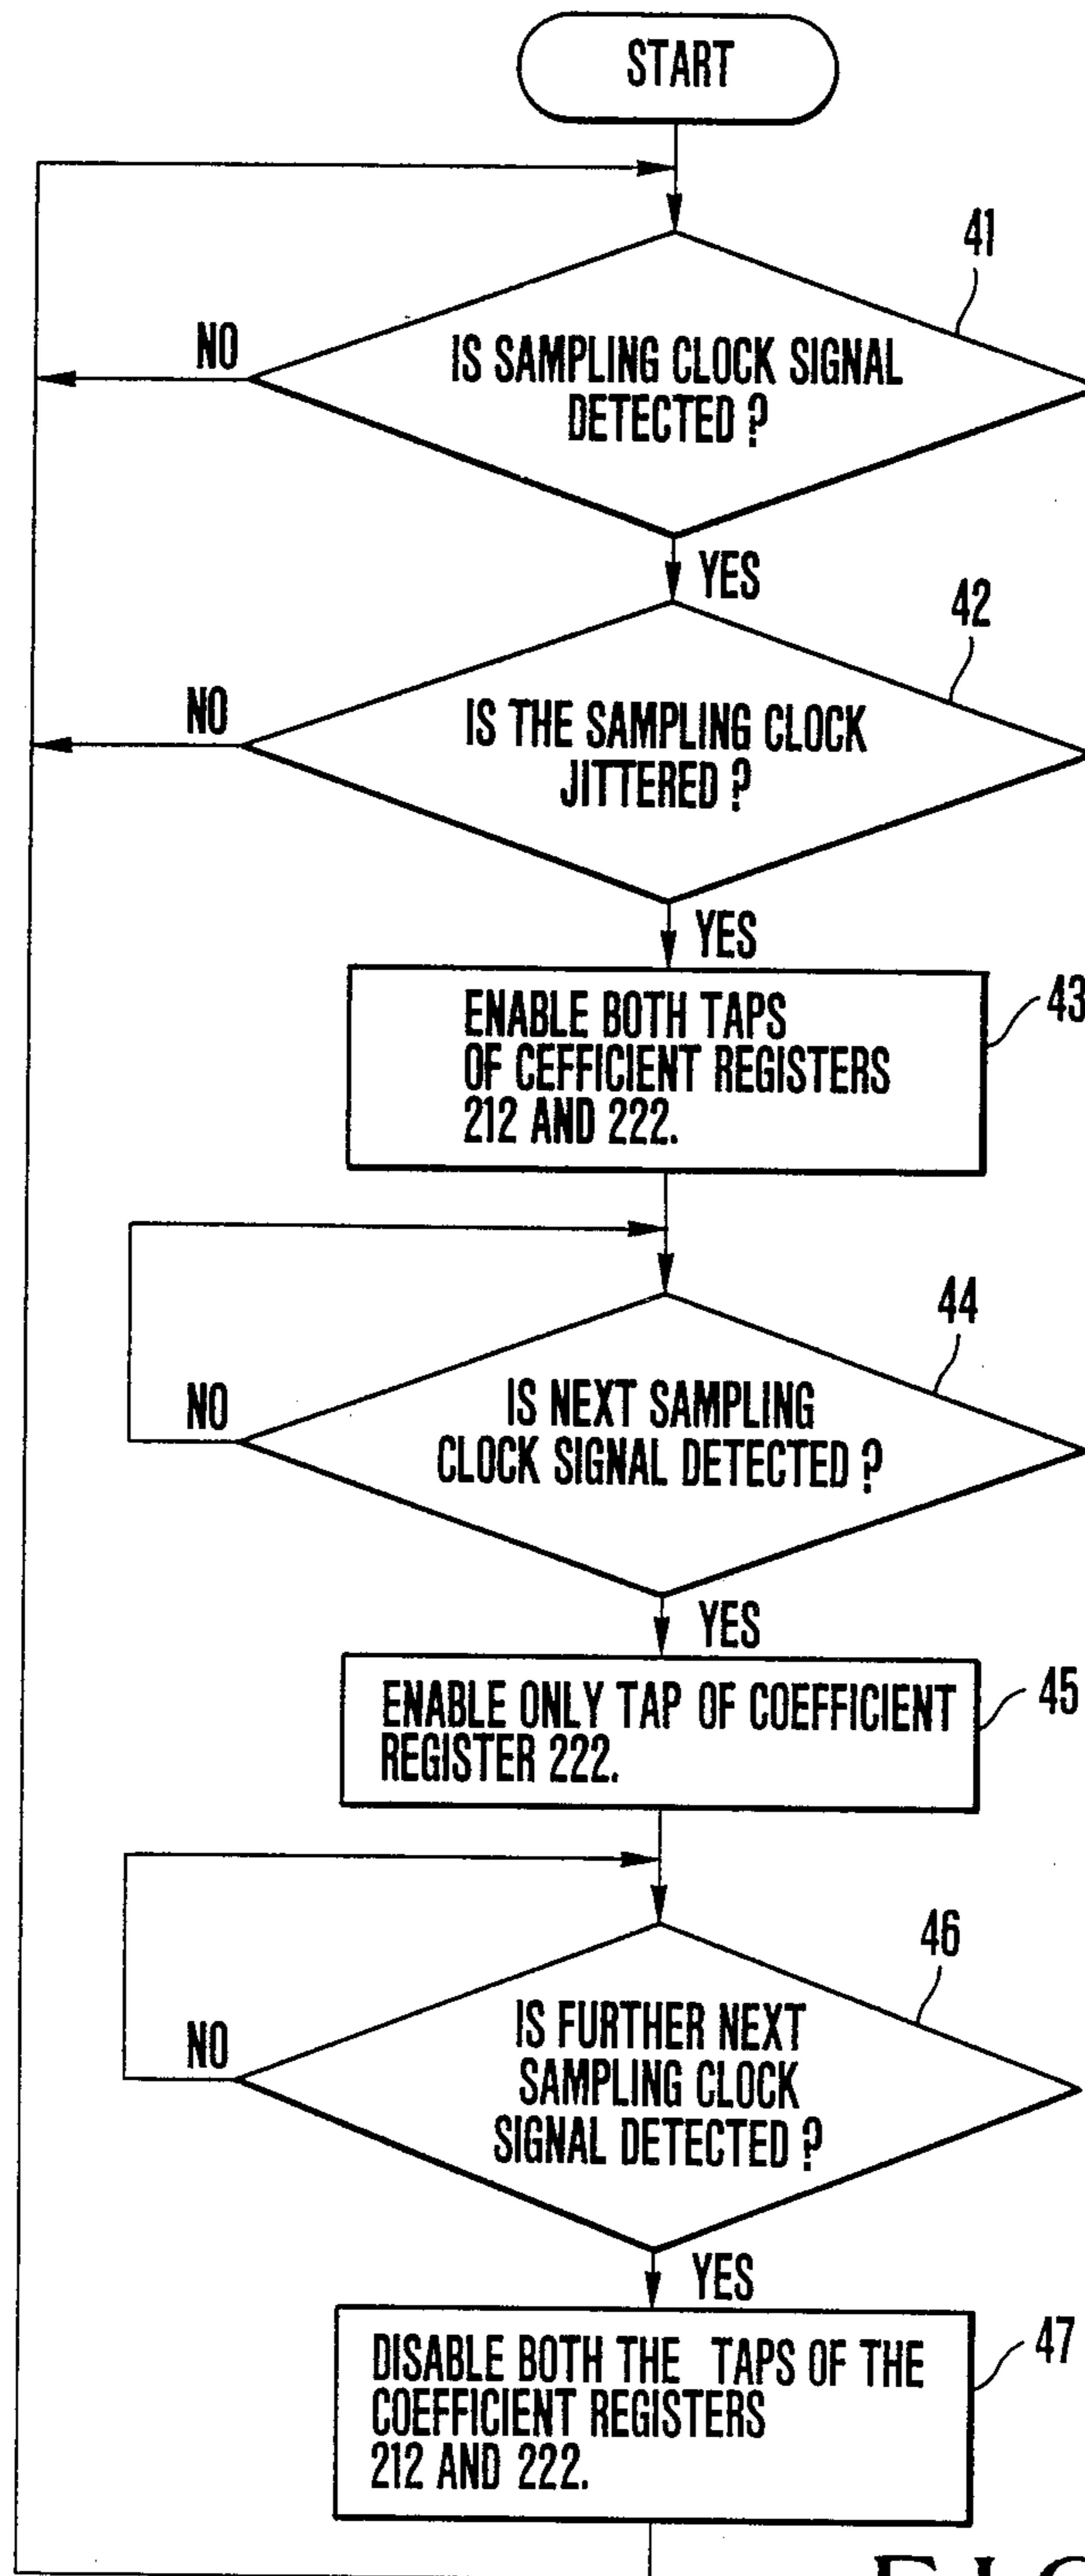 START
41
IS SAMPLING CLOCK SIGNAL
DETECTED ?
NO
YES
42
IS THE SAMPLING CLOCK
JITTERED ?
NO
YES
43
ENABLE BOTH TAPS
OF CEFFICIENT REGISTERS
212 AND 222.
44
IS NEXT SAMPLING
CLOCK SIGNAL DETECTED ?
NO
YES
45
ENABLE ONLY TAP OF COEFFICIENT
REGISTER 222.
46
IS FURTHER NEXT
SAMPLING CLOCK
SIGNAL DETECTED ?
NO
YES
47
DISABLE BOTH THE TAPS OF THE
COEFFICIENT REGISTERS
212 AND 222.